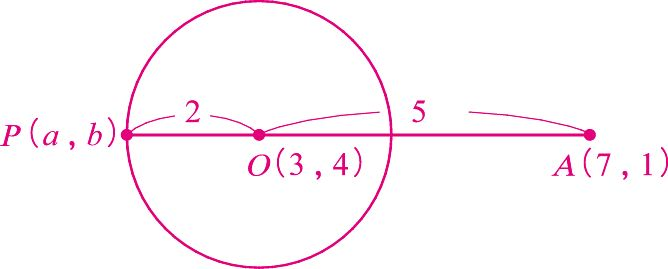 2
5
P(a, b)
O(3, 4)
A(7, 1)